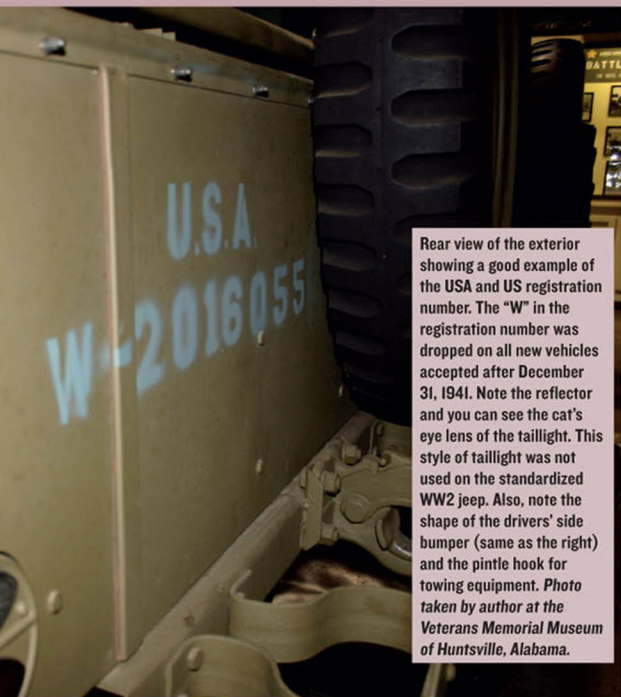 BATTL
U.S.A.
W-2016055
Rear view of the exterior
showing a good example of
the USA and US registration
number. The “W” in the
registration number was
dropped on all new vehicles
accepted after December
31, 1941. Note the reflector
and you can see the cat’s
eye lens of the taillight. This
style of taillight was not
used on the standardized
WW2 jeep. Also, note the
shape of the drivers’ side
bumper (same as the right)
and the pintle hook for
towing equipment. Photo
taken by author at the
Veterans Memorial Museum
of Huntsville, Alabama.